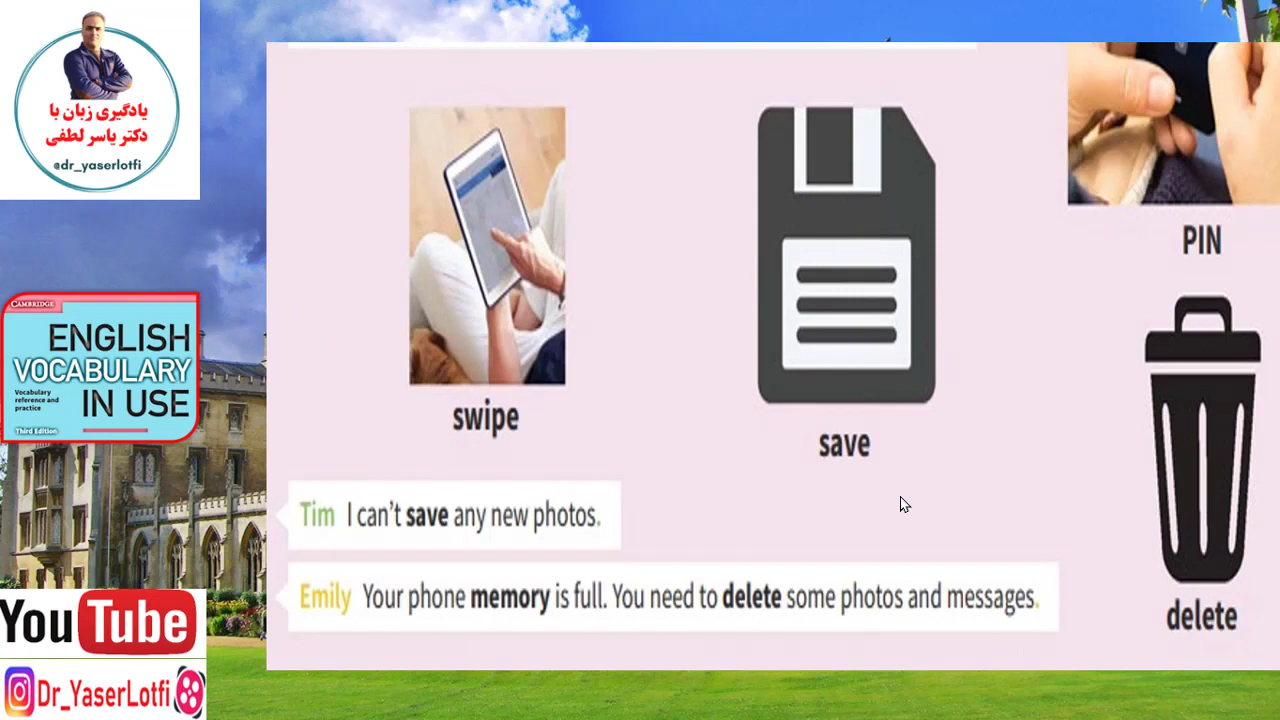 یادگیری زبان با
دکتر یاسر لطفی
@dr_yaserlotfi
CAMBRIDGE
ENGLISH
VOCABULARY
IN USE
Vocabulary
reference and
practice
Third Edition
YouTube
Dr_YaserLotfi
PIN
swipe
save
Tim I can't save any new photos.
Emily Your phone memory is full. You need to delete some photos and messages.
delete